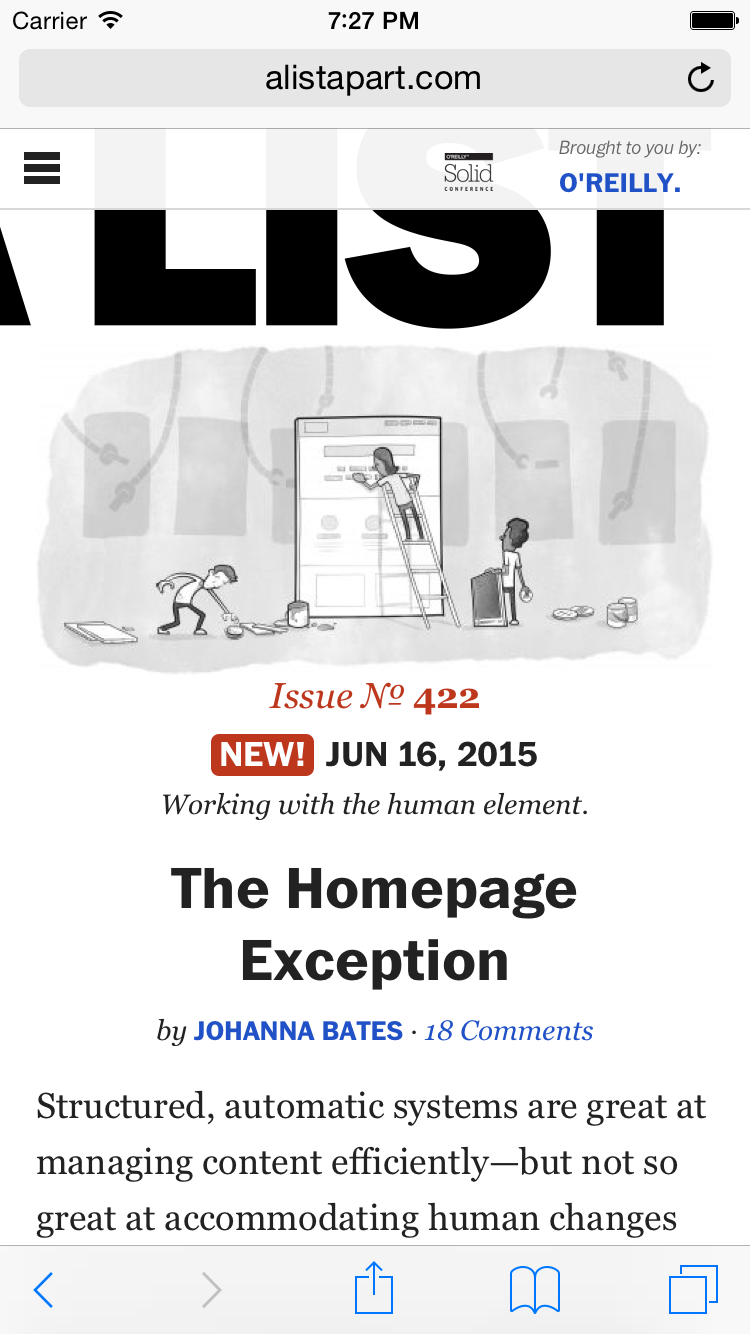 Carrier 7:27 PM
alistapart.com
O'REILLY
Solid
CONFERENCE
Brought to you by:
O'REILLY.
A LIST
Issue № 422
NEW! JUN 16, 2015
Working with the human element.
The Homepage
Exception
by JOHANNA BATES · 18 Comments
Structured, automatic systems are great at
managing content efficiently—but not so
great at accommodating human changes